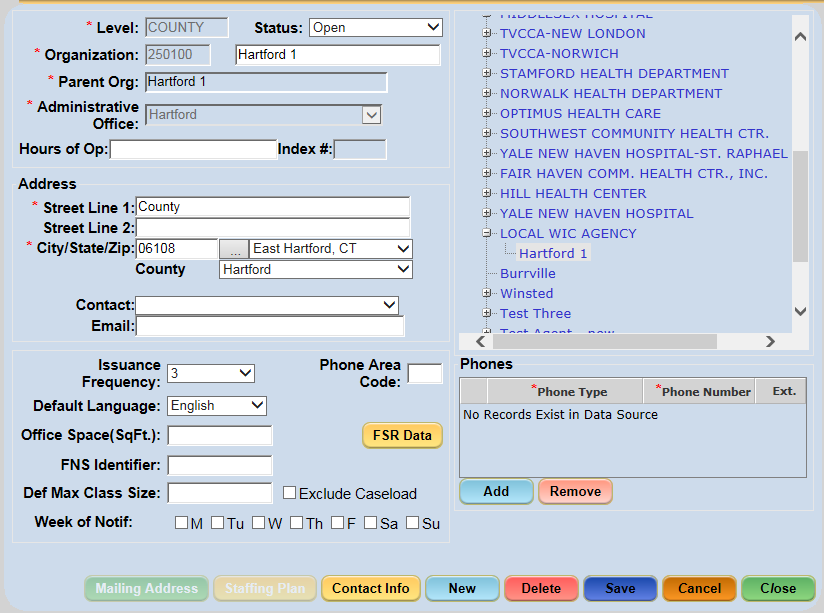 * Level: COUNTY Status: Open
* Organization: 250100 Hartford 1
* Parent Org: Hartford 1
* Administrative Office: Hartford
Hours of Op: Index #:
Address
* Street Line 1: County
Street Line 2:
* City/State/Zip: 06108 ... East Hartford, CT
County Hartford
Contact:
Email:
Issuance Frequency: 3 Phone Area Code:
Default Language: English
Office Space(SqFt.): FSR Data
FNS Identifier:
Def Max Class Size: Exclude Caseload
Week of Notif: M Tu W Th F Sa Su
MIDDLESEX HOSPITAL
TVCCA-NEW LONDON
TVCCA-NORWICH
STAMFORD HEALTH DEPARTMENT
NORWALK HEALTH DEPARTMENT
OPTIMUS HEALTH CARE
SOUTHWEST COMMUNITY HEALTH CTR.
YALE NEW HAVEN HOSPITAL-ST. RAPHAEL
FAIR HAVEN COMM. HEALTH CTR., INC.
HILL HEALTH CENTER
YALE NEW HAVEN HOSPITAL
LOCAL WIC AGENCY
Hartford 1
Burrville
Winsted
Test Three
Test Agent
Phones
*Phone Type *Phone Number Ext.
No Records Exist in Data Source
Add Remove
Mailing Address Staffing Plan Contact Info New Delete Save Cancel Close